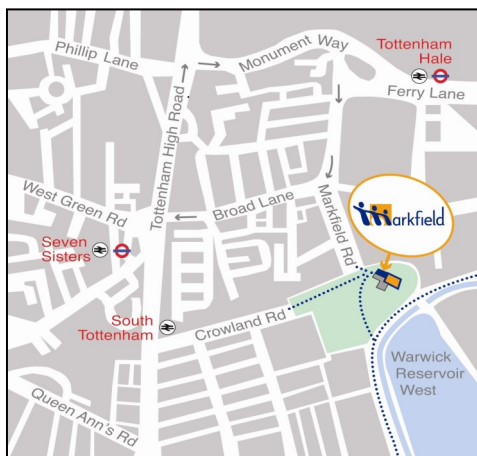 Phillip Lane
Monument Way
Tottenham
Hale
Ferry Lane
Tottenham High Road
West Green Rd
Broad Lane
Markfield Rd
markfield
Seven
Sisters
South
Tottenham
Crowland Rd
Warwick
Reservoir
West
Queen Ann's Rd